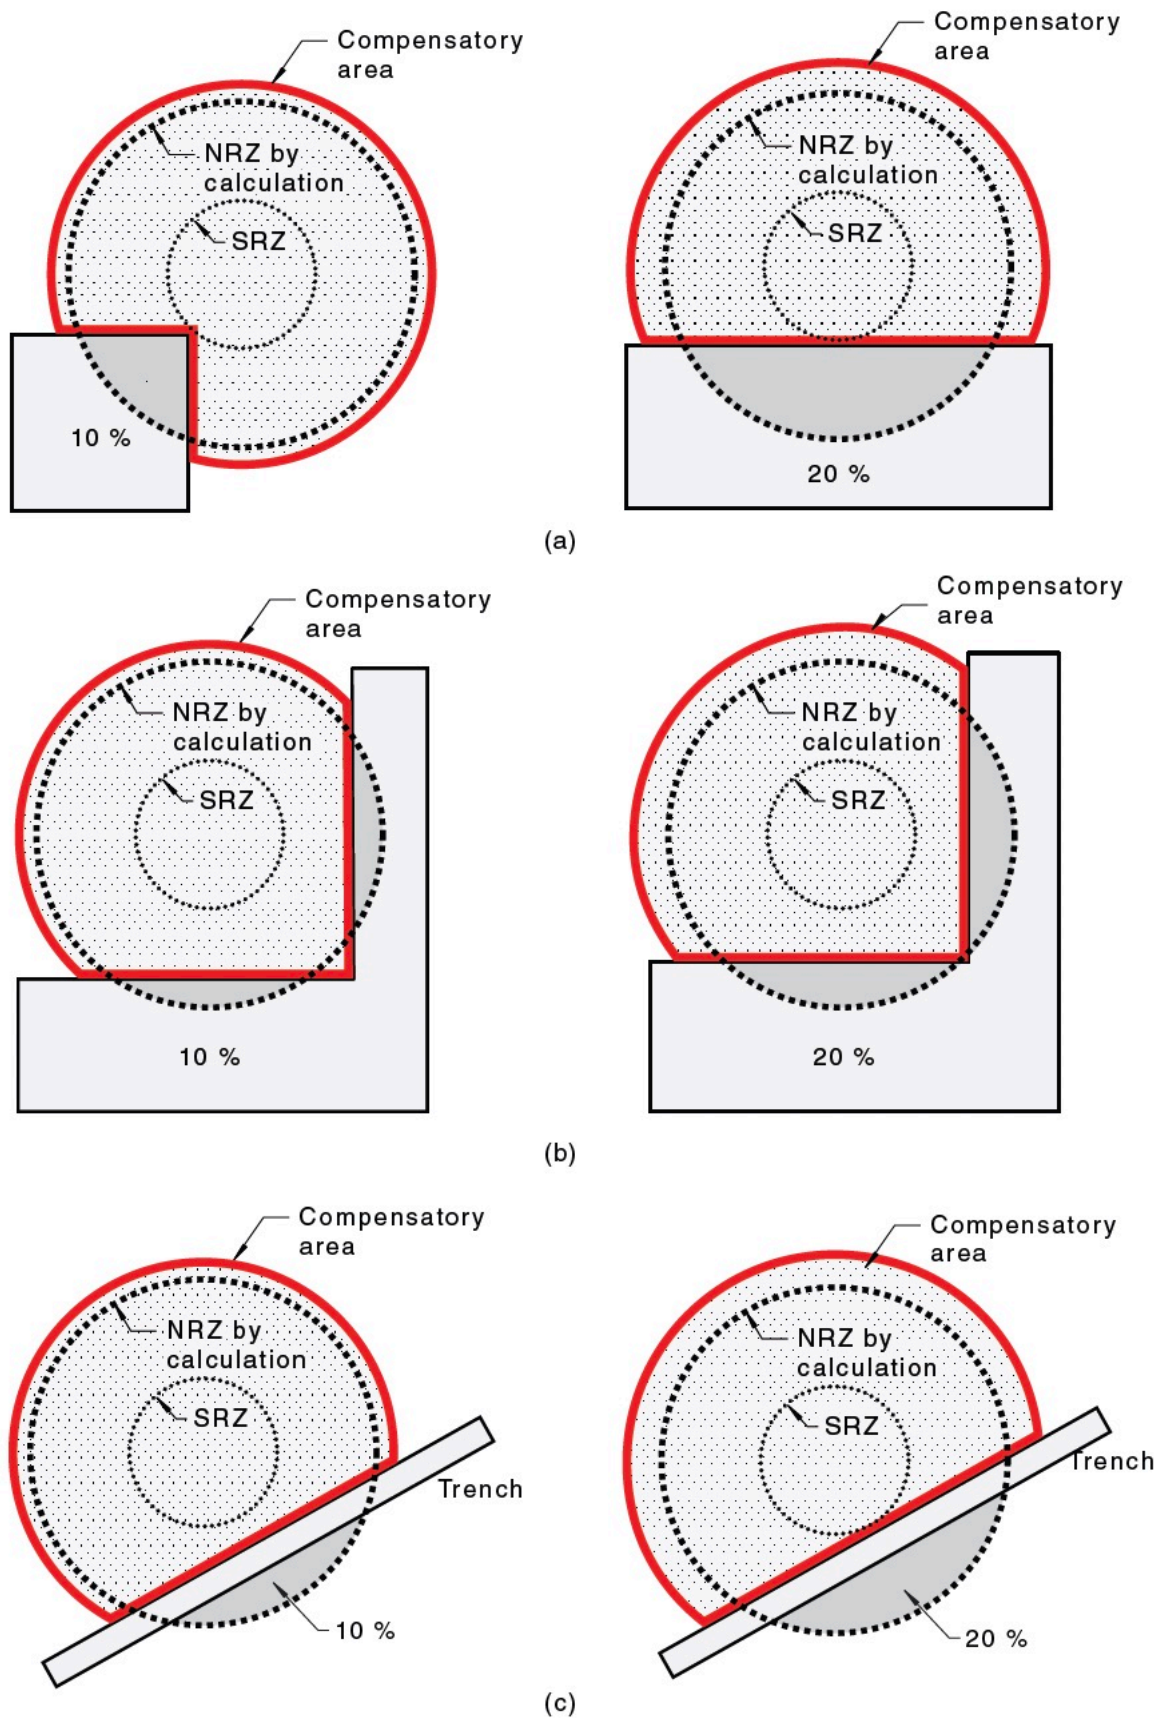 Compensatory
area
NRZ by
calculation
SRZ
10 %
Compensatory
area
NRZ by
calculation
SRZ
20 %
(a)
Compensatory
area
NRZ by
calculation
SRZ
10 %
Compensatory
area
NRZ by
calculation
SRZ
20 %
(b)
Compensatory
area
NRZ by
calculation
SRZ
Trench
10 %
Compensatory
area
NRZ by
calculation
SRZ
Trench
20 %
(c)